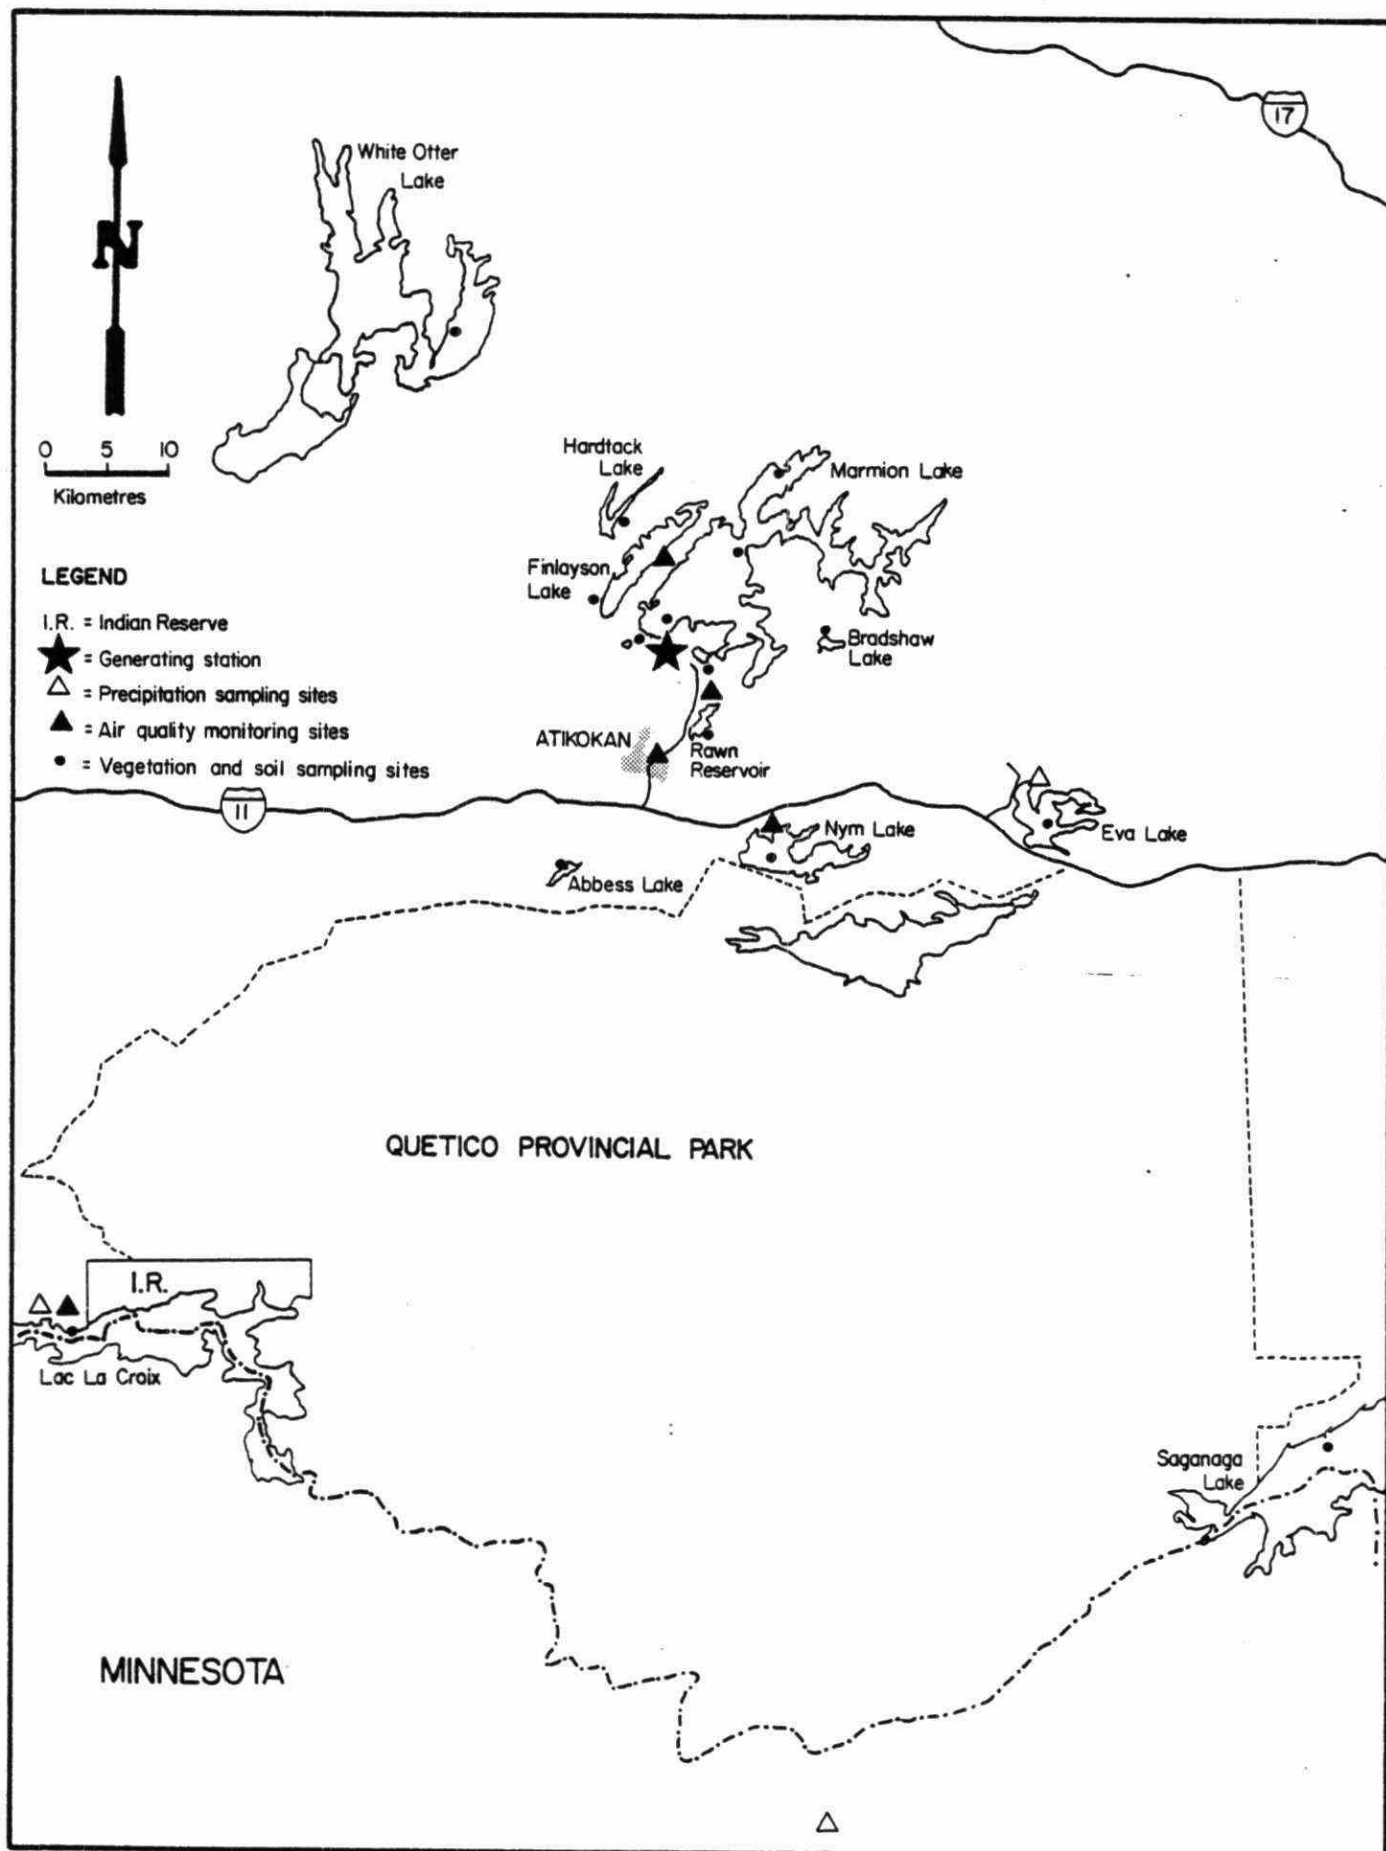 17
White Otter
Lake
N
0 5 10
Kilometres
Hardtack
Lake
Marmion Lake
Finlayson
Lake
LEGEND
I.R. = Indian Reserve
= Generating station
= Precipitation sampling sites
= Air quality monitoring sites
= Vegetation and soil sampling sites
Bradshaw
Lake
ATIKOKAN
Rawn
Reservoir
11
Nym Lake
Eva Lake
Abbess Lake
QUETICO PROVINCIAL PARK
I.R.
Lac La Croix
Saganaga
Lake
MINNESOTA